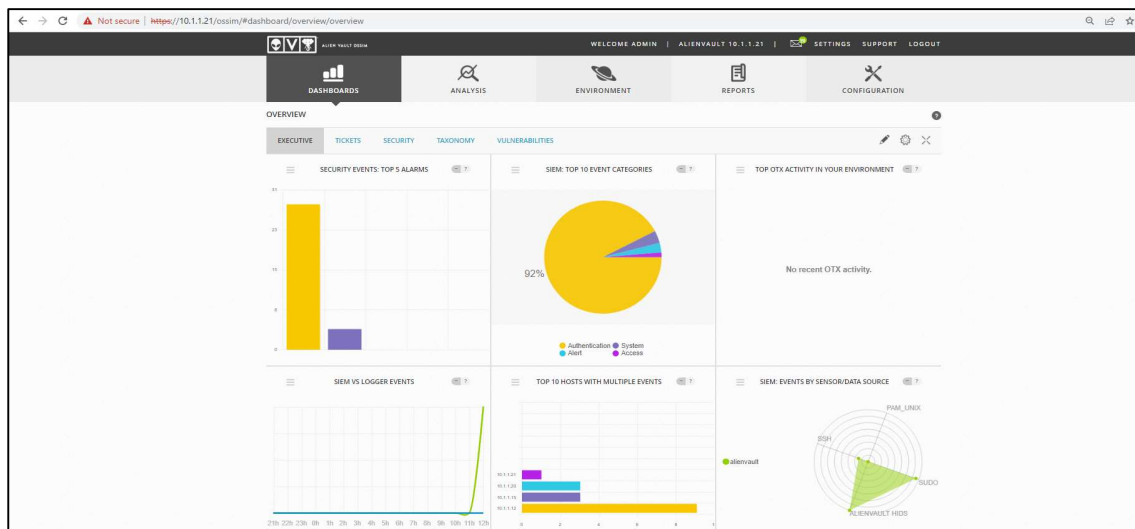 Not secure | https://10.1.1.21/ossim/#dashboard/overview/overview
ALIEN VAULT OSSIM
WELCOME ADMIN | ALIENVAULT 10.1.1.21 | SETTINGS SUPPORT LOGOUT
DASHBOARDS ANALYSIS ENVIRONMENT REPORTS CONFIGURATION
OVERVIEW
EXECUTIVE TICKETS SECURITY TAXONOMY VULNERABILITIES
SECURITY EVENTS: TOP 5 ALARMS
SIEM: TOP 10 EVENT CATEGORIES
TOP OTX ACTIVITY IN YOUR ENVIRONMENT
92%
Authentication System
Alert Access
No recent OTX activity.
SIEM VS LOGGER EVENTS
TOP 10 HOSTS WITH MULTIPLE EVENTS
SIEM: EVENTS BY SENSOR/DATA SOURCE
21h 22h 23h 0h 1h 2h 3h 4h 5h 6h 7h 8h 9h 10h 11h 12h
0 2 4 6 8
alienvault
PAM_UNIX
SSH
SUDO
ALIENVAULT HIDS